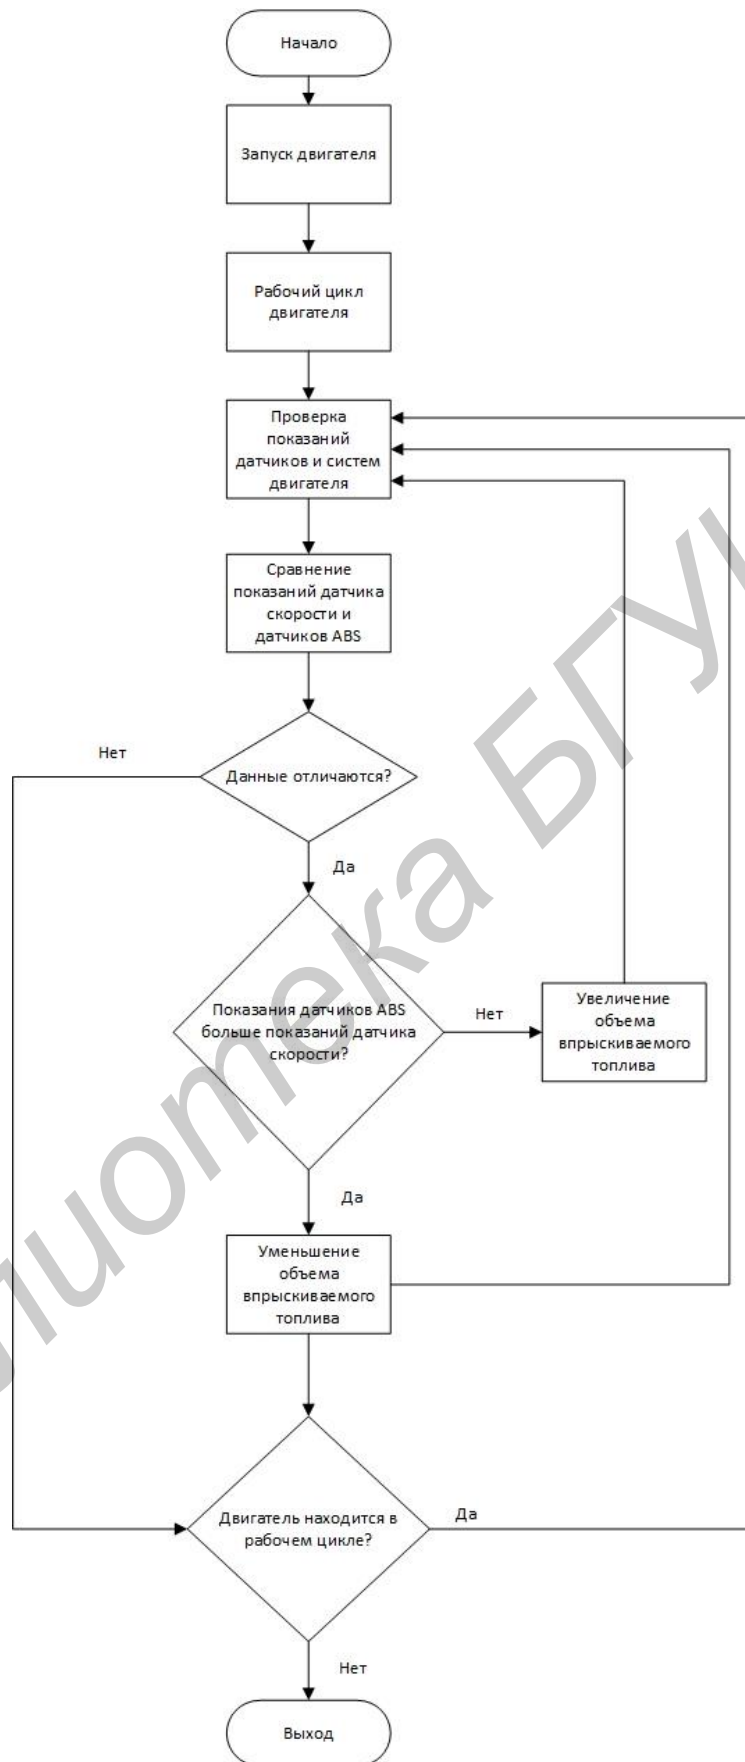 Начало
Запуск двигателя
Рабочий цикл
двигателя
Проверка
показаний
датчиков и систем
двигателя
Сравнение
показаний датчика
скорости и
датчиков ABS
Нет
Данные отличаются?
Да
Показания датчиков ABS
больше показаний датчика
скорости?
Нет
Увеличение
объема
впрыскиваемого
топлива
Да
Уменьшение
объема
впрыскиваемого
топлива
Двигатель находится в
рабочем цикле?
Да
Нет
Выход